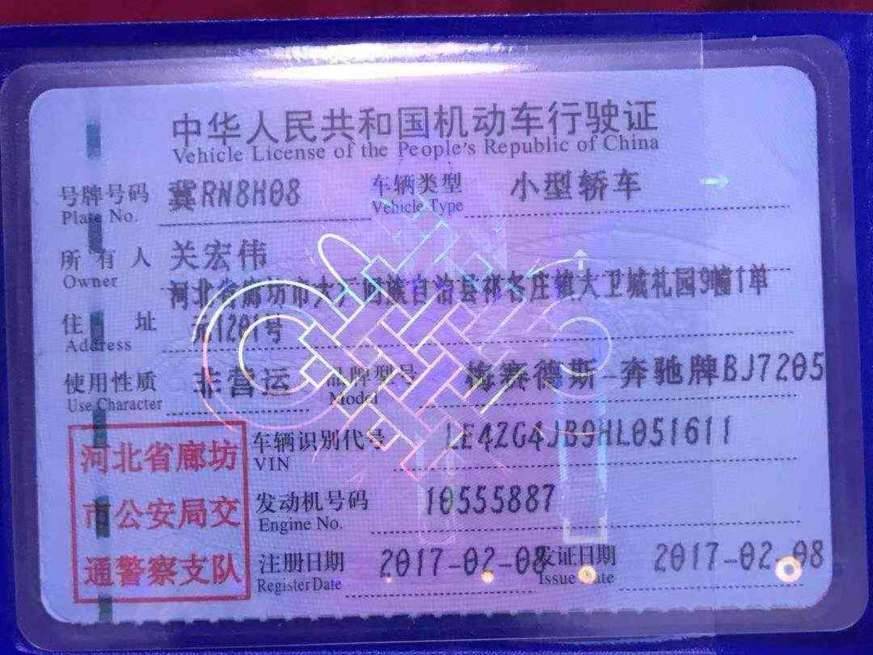 中华人民共和国机动车行驶证
Vehicle License of the People's Republic of China
号牌号码 冀RN8H08 车辆类型 小型轿车
Plate No. Vehicle Type
所有人 关宏伟
Owner
河北省廊坊市大厂回族自治县祁各庄镇大卫城礼园9幢1单
住址 元1201号
Address
使用性质 非营运 品牌型号 梅赛德斯-奔驰牌BJ7205
Use Character Model
河北省廊坊 车辆识别代号 LE4ZG4JB9HL051611
VIN
市公安局交 发动机号码 10555887
Engine No.
通警察支队 注册日期 2017-02-08 发证日期 2017-02-08
Register Date Issue Date